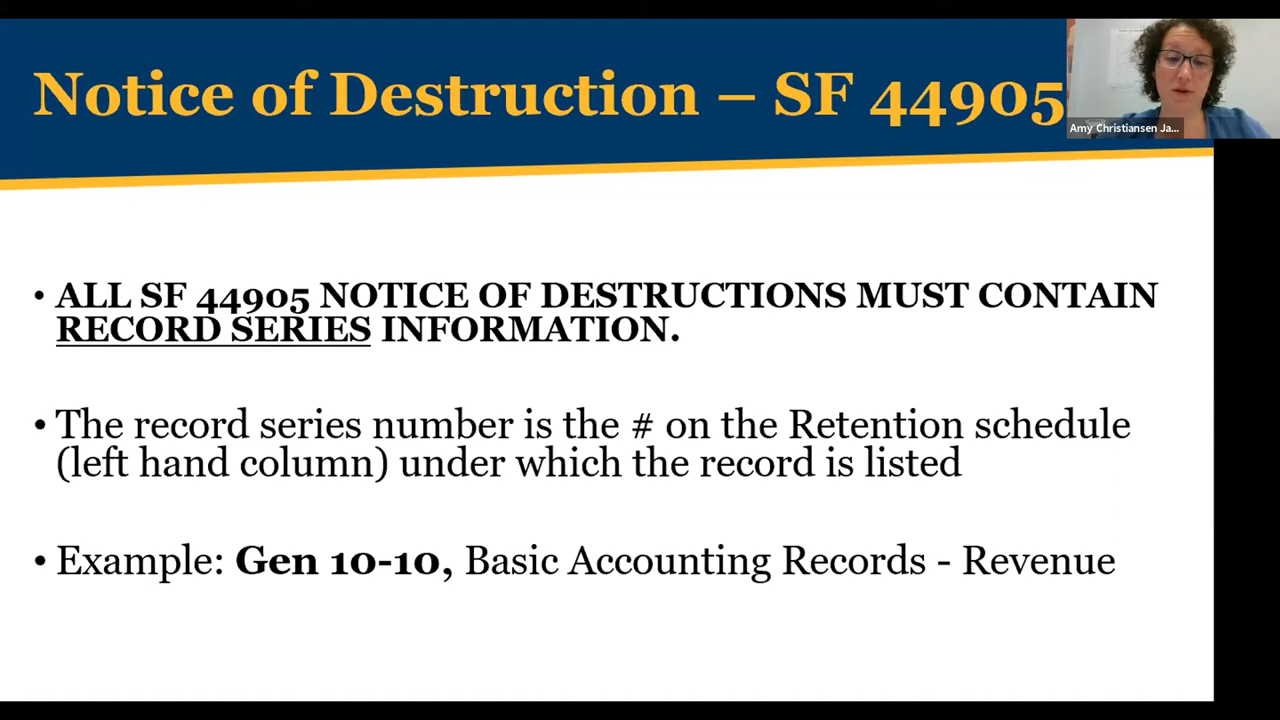 Notice of Destruction – SF 44905
Amy Christiansen Ja...
• ALL SF 44905 NOTICE OF DESTRUCTIONS MUST CONTAIN
RECORD SERIES INFORMATION.
• The record series number is the # on the Retention schedule
(left hand column) under which the record is listed
• Example: Gen 10-10, Basic Accounting Records - Revenue